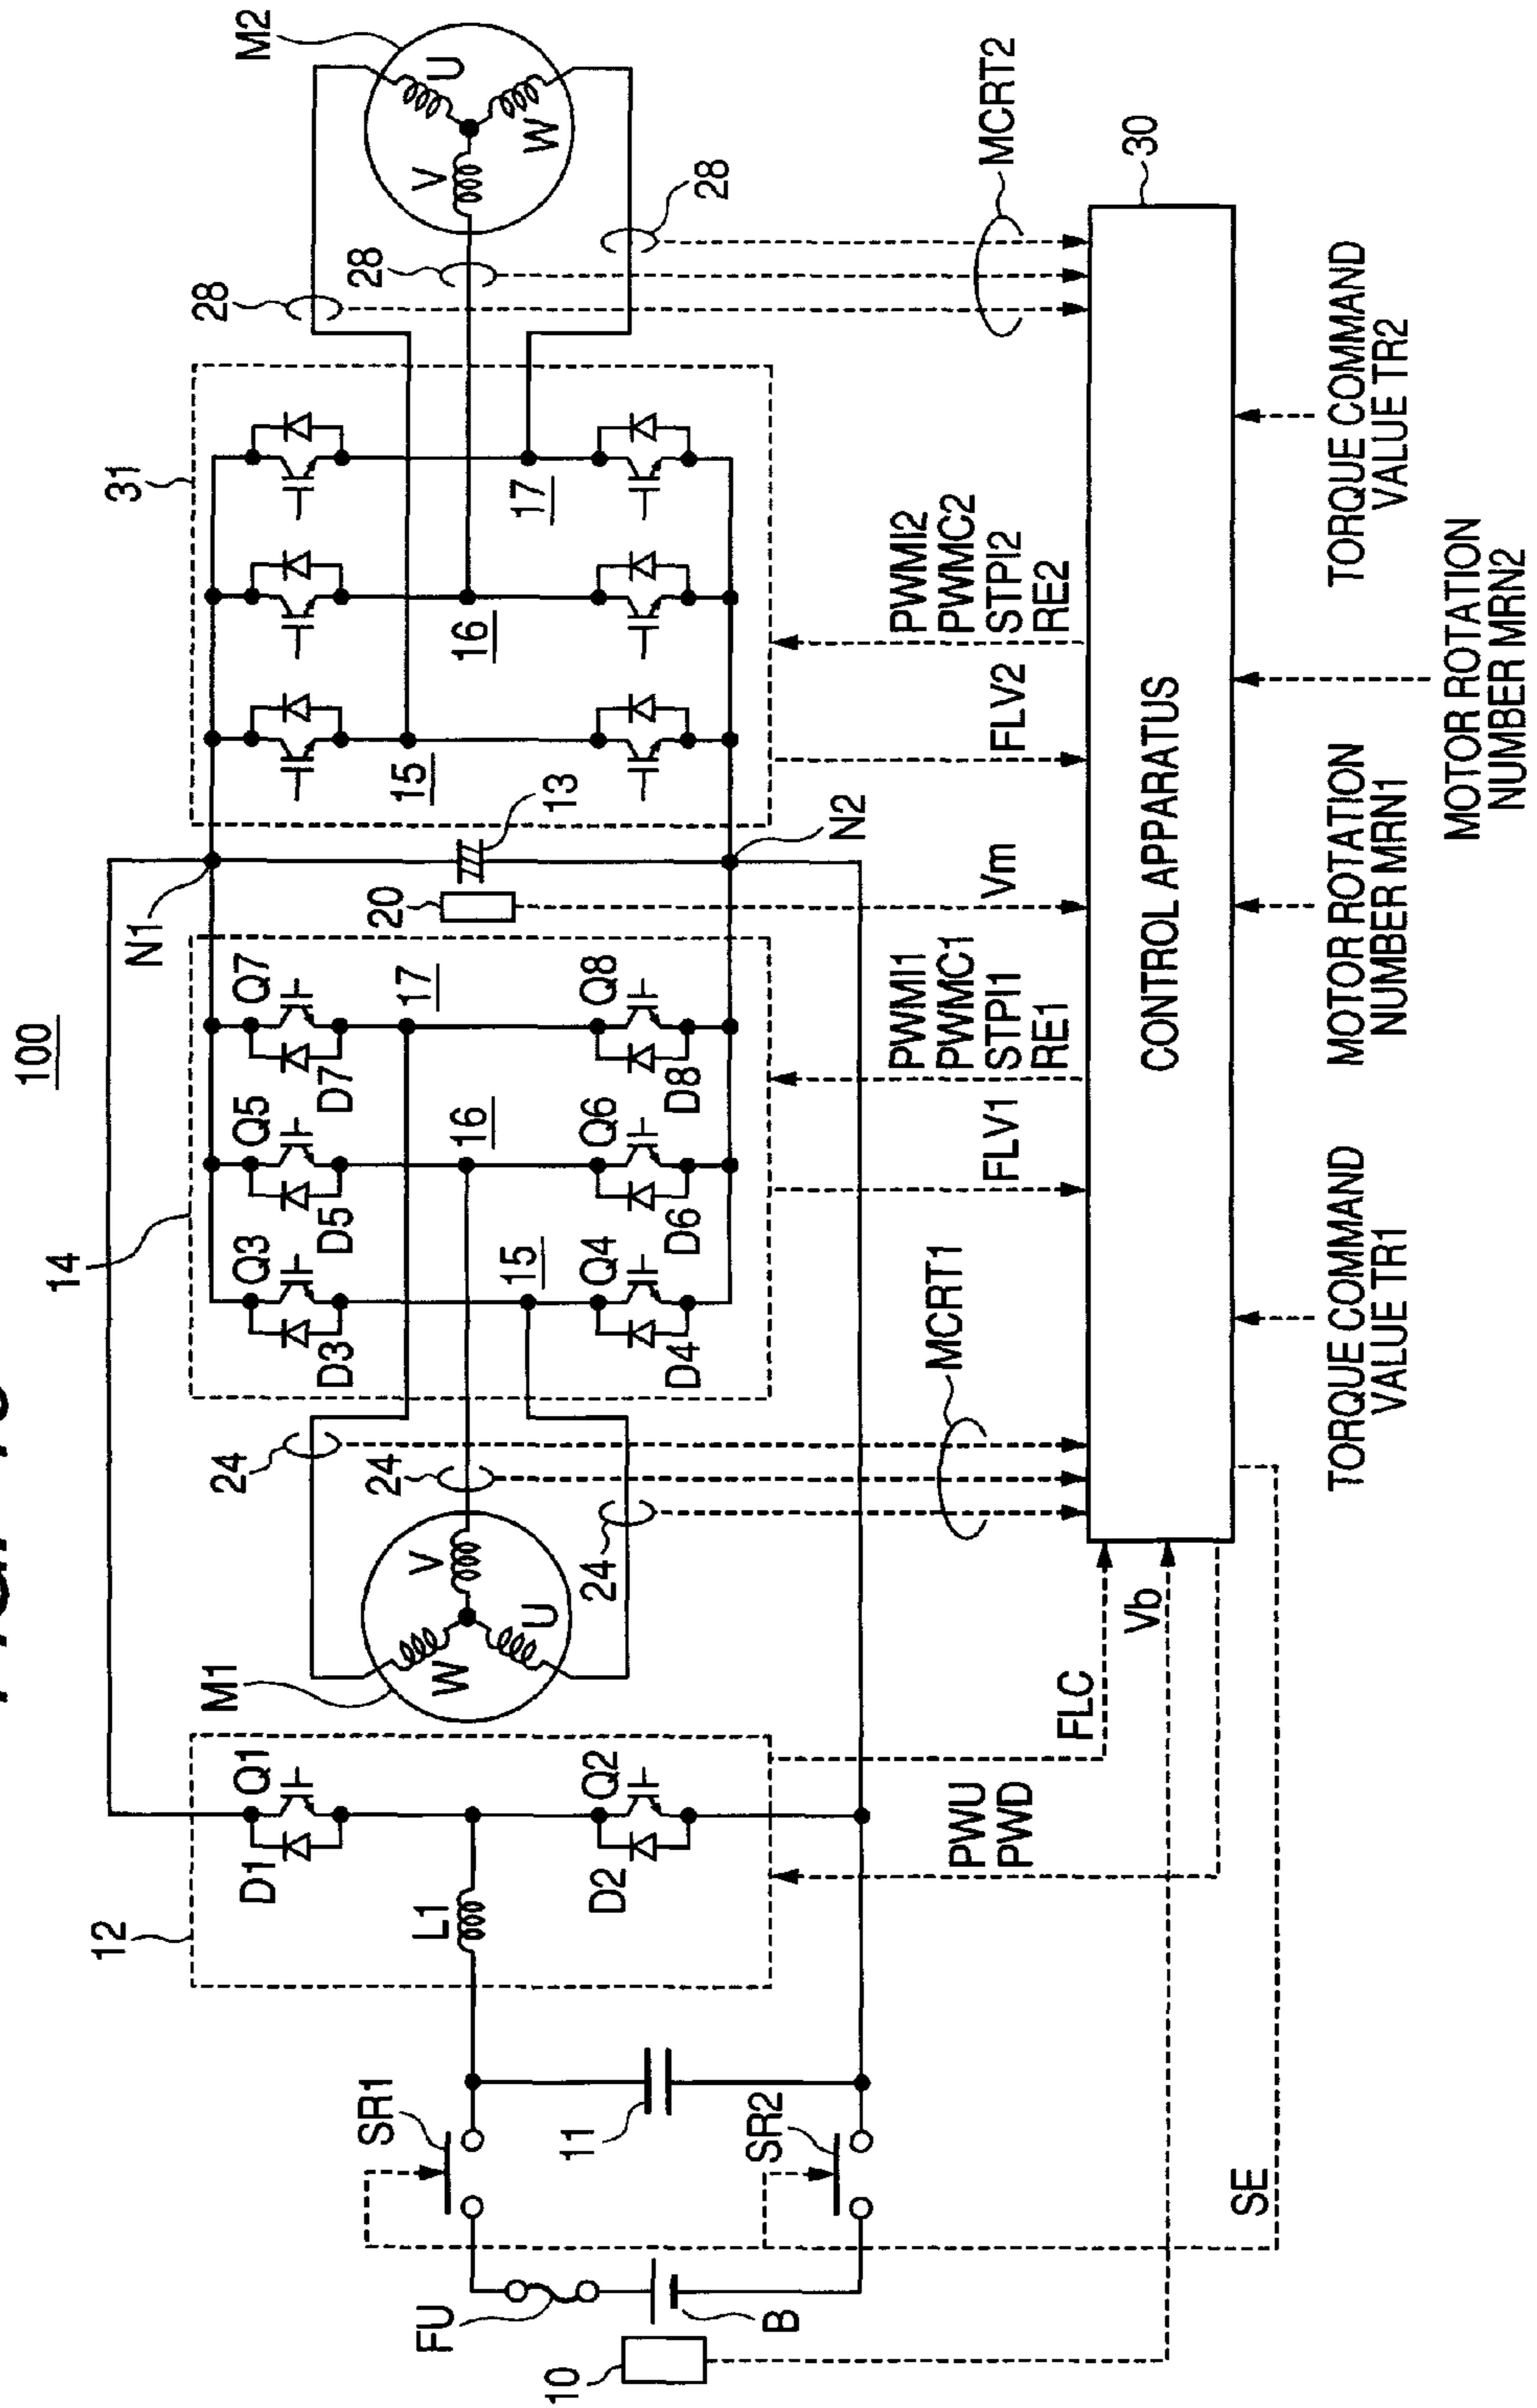 100
M2
U
V
W
28
28
28
MCRT2
31
15
16
17
N1
13
20
N2
14
Q3
Q5
Q7
D3
D5
D7
15
16
17
Q4
Q6
Q8
D4
D6
D8
M1
W
V
U
24
24
24
MCRT1
12
Q1
D1
L1
Q2
D2
SR1
11
SR2
FU
B
10
SE
PWU
PWD
FLC
Vb
FLV1
PWMI1
PWMC1
STPI1
RE1
Vm
FLV2
PWMI2
PWMC2
STPI2
RE2
30
CONTROL APPARATUS
TORQUE COMMAND
VALUE TR1
MOTOR ROTATION
NUMBER MRN1
MOTOR ROTATION
NUMBER MRN2
TORQUE COMMAND
VALUE TR2